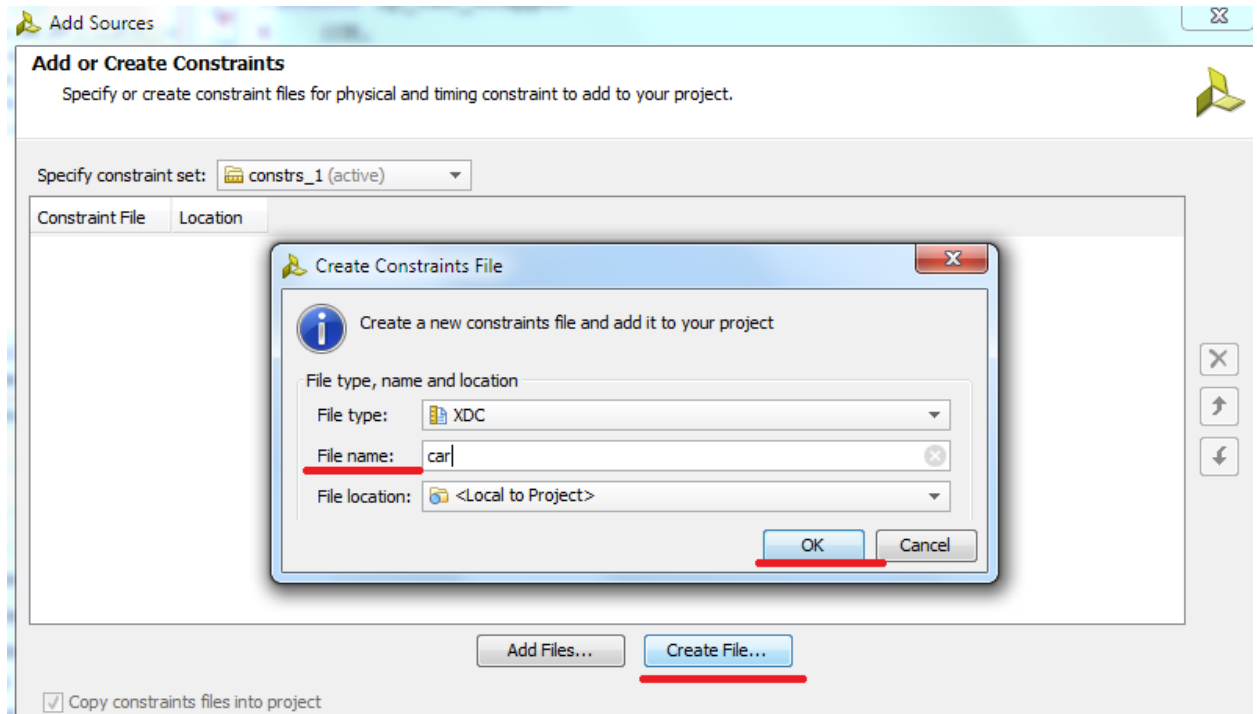 Add Sources
Add or Create Constraints
Specify or create constraint files for physical and timing constraint to add to your project.
Specify constraint set: constrs_1 (active)
Constraint File Location
Create Constraints File
Create a new constraints file and add it to your project
File type, name and location
File type: XDC
File name: car
File location: <Local to Project>
OK Cancel
Add Files... Create File...
Copy constraints files into project